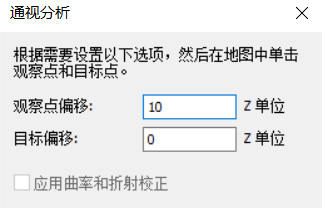 通视分析
根据需要设置以下选项，然后在地图中单击
观察点和目标点。
观察点偏移: 10 Z 单位
目标偏移: 0 Z 单位
应用曲率和折射校正